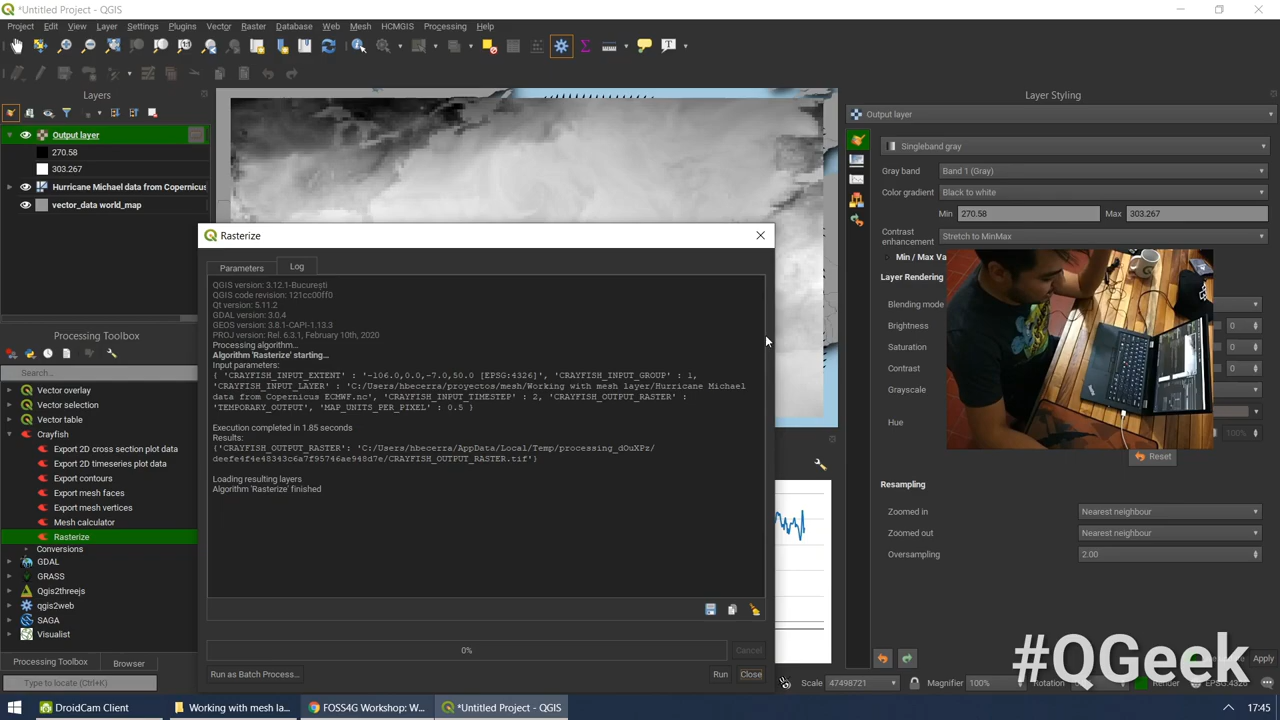 *Untitled Project - QGIS
Project Edit View Layer Settings Plugins Vector Raster Database Web Mesh HCMGIS Processing Help
Layers
Output layer
270.58
303.267
Hurricane Michael data from Copernicus
vector_data world_map
Processing Toolbox
Search...
Vector overlay
Vector selection
Vector table
Crayfish
Export 2D cross section plot data
Export 2D timeseries plot data
Export contours
Export mesh faces
Export mesh vertices
Mesh calculator
Rasterize
Conversions
GDAL
GRASS
Qgis2threejs
qgis2web
SAGA
Visualist
Processing Toolbox Browser
Type to locate (Ctrl+K)
Rasterize
Parameters Log
QGIS version: 3.12.1-București
QGIS code revision: 121cc00ff0
Qt version: 5.11.2
GDAL version: 3.0.4
GEOS version: 3.8.1-CAPI-1.13.3
PROJ version: Rel. 6.3.1, February 10th, 2020
Processing algorithm...
Algorithm 'Rasterize' starting...
Input parameters:
{ 'CRAYFISH_INPUT_EXTENT' : '-106.0,0.0,-7.0,50.0 [EPSG:4326]', 'CRAYFISH_INPUT_GROUP' : 1,
'CRAYFISH_INPUT_LAYER' : 'C:/Users/hbecerra/proyectos/mesh/Working with mesh layer/Hurricane Michael
data from Copernicus ECMWF.nc', 'CRAYFISH_INPUT_TIMESTEP' : 2, 'CRAYFISH_OUTPUT_RASTER' :
'TEMPORARY_OUTPUT', 'MAP_UNITS_PER_PIXEL' : 0.5 }
Execution completed in 1.85 seconds
Results:
{'CRAYFISH_OUTPUT_RASTER': 'C:/Users/hbecerra/AppData/Local/Temp/processing_dOuXPz/
deefe4f4e48343c6a7f95746ae948d7e/CRAYFISH_OUTPUT_RASTER.tif'}
Loading resulting layers
Algorithm 'Rasterize' finished
0%
Cancel
Run as Batch Process... Run Close
Layer Styling
Output layer
Singleband gray
Gray band Band 1 (Gray)
Color gradient Black to white
Min 270.58 Max 303.267
Contrast
enhancement Stretch to MinMax
Min / Max Va
Layer Rendering
Blending mode
Brightness 0
Saturation 0
Contrast 0
Grayscale
Hue 100%
Reset
Resampling
Zoomed in Nearest neighbour
Zoomed out Nearest neighbour
Oversampling 2.00
Apply
#QGeek
Scale 47498721 Magnifier 100% Rotation Render EPSG:4326
DroidCam Client Working with mesh la... FOSS4G Workshop: W... *Untitled Project - QGIS 17:45